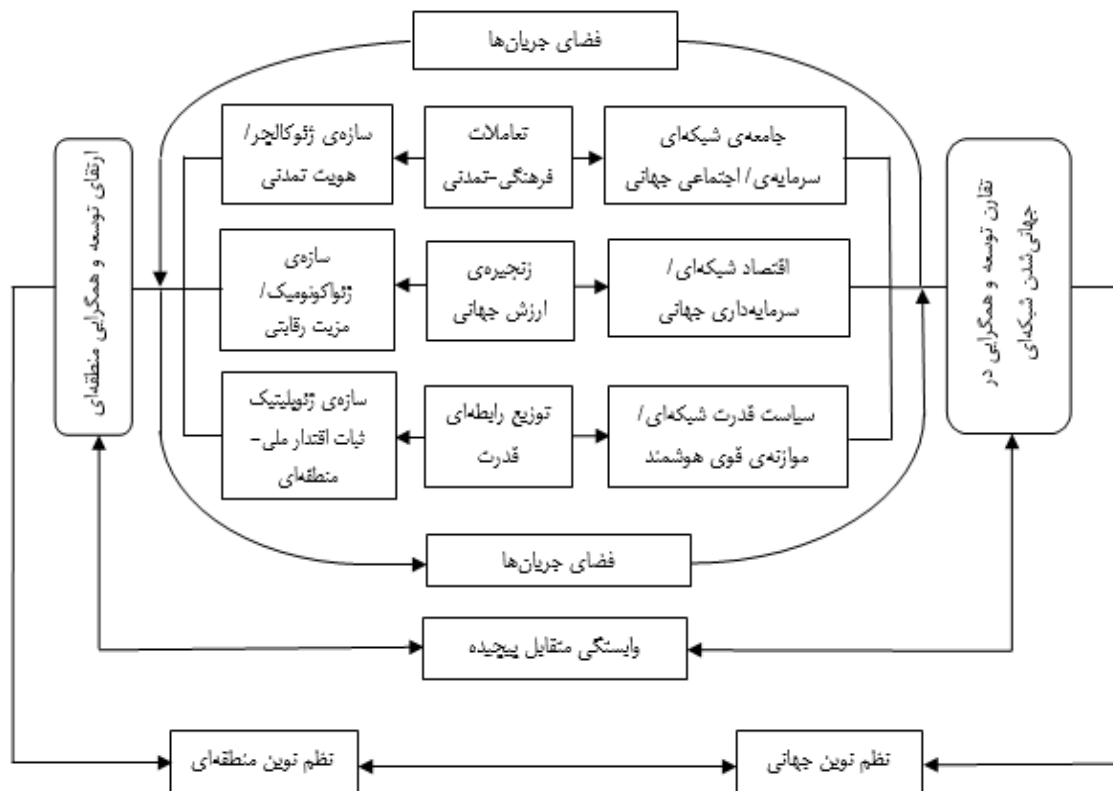 فضای جریان‌ها
تقارن توسعه و همگرایی در
جهانی‌شدن شبکه‌ای
جامعه‌ی شبکه‌ای
سرمایه‌ی/ اجتماعی جهانی
تعاملات
فرهنگی-تمدنی
سازه‌ی ژئوکالچر/
هویت تمدنی
ارتقای توسعه و همگرایی منطقه‌ای
اقتصاد شبکه‌ای/
سرمایه‌داری جهانی
زنجیره‌ی
ارزش جهانی
سازه‌ی
ژئواکونومیک/
مزیت رقابتی
سیاست قدرت شبکه‌ای/
موازنه‌ی قوی هوشمند
توزیع رابطه‌ای
قدرت
سازه‌ی ژئوپلیتیک
ثبات اقتدار ملی-
منطقه‌ای
فضای جریان‌ها
وابستگی متقابل پیچیده
نظم نوین جهانی
نظم نوین منطقه‌ای